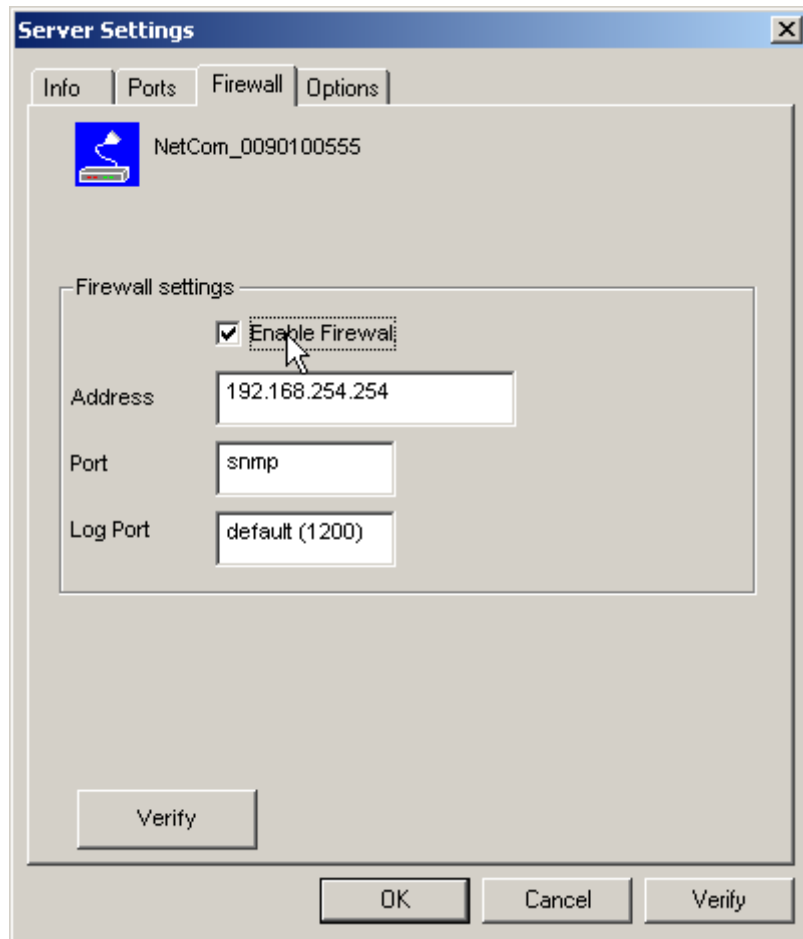 Server Settings
Info Ports Firewall Options
NetCom_0090100555
Firewall settings
Enable Firewal
Address 192.168.254.254
Port snmp
Log Port default (1200)
Verify
OK Cancel Verify